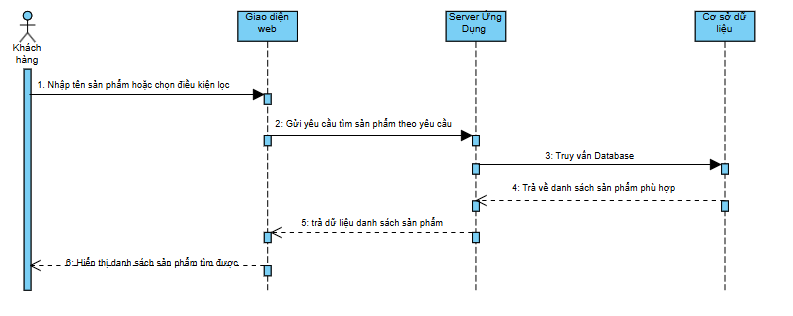 Giao diện
web
Server Ứng
Dụng
Cơ sở dữ
liệu
Khách
hàng
1. Nhập tên sản phẩm hoặc chọn điều kiện lọc
2: Gửi yêu cầu tìm sản phẩm theo yêu cầu
3: Truy vấn Database
4: Trả về danh sách sản phẩm phù hợp
5: trả dữ liệu danh sách sản phẩm
6: Hiển thị danh sách sản phẩm tìm được